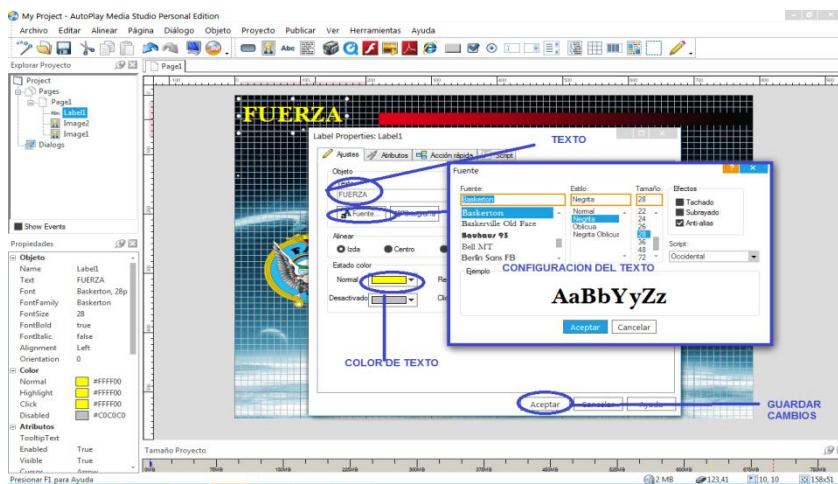 My Project - AutoPlay Media Studio Personal Edition
Archivo Editar Alinear Página Diálogo Objeto Proyecto Publicar Ver Herramientas Ayuda
Explorar Proyecto
Project
Pages
Page1
Label1
Image2
Image1
Dialogs
Show Events
Propiedades
Objeto
Name Label1
Text FUERZA
Font Baskerton, 28p
FontFamily Baskerton
FontSize 28
FontBold true
FontItalic false
Alignment Left
Orientation 0
Color
Normal #FFFF00
Highlight #FFFF00
Click #FFFF00
Disabled #C0C0C0
Atributos
TooltipText
Enabled True
Visible True
Cursor Arrow
Page1
FUERZA
Label Properties: Label1
TEXTO
Ajustes Atributos Acción rápida Script
Objeto
FUERZA
Fuente...
Alinear
Izda Centro
Estado color
Normal
Desactivado
COLOR DE TEXTO
Aceptar Cancelar Ayuda
GUARDAR
CAMBIOS
Fuente
Fuente: Estilo: Tamaño: Efectos
Baskerton Negrita 28 Tachado
Subrayado
Anti-alias
Baskerton Normal 22
Baskerville Old Face Negrita 24
Bauhaus 93 Oblicua 26
Bell MT Negrita Oblicua 28
Berlin Sans FB 36
48
72
Script:
Occidental
CONFIGURACION DEL TEXTO
Ejemplo
AaBbYyZz
Aceptar Cancelar
Tamaño Proyecto
Presionar F1 para Ayuda
2 MB 123,41 10, 10 158x51